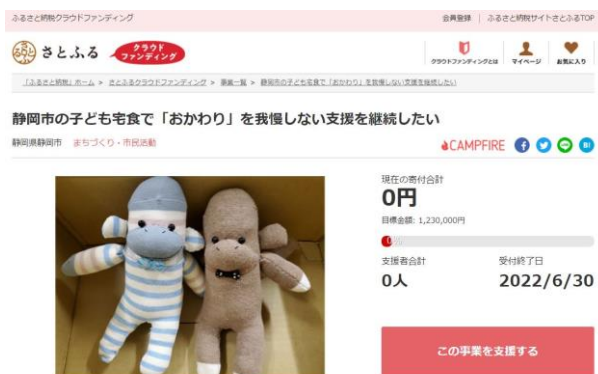 ふるさと納税クラウドファンディング
会員登録 ふるさと納税サイトさとふるTOP
さとふる クラウドファンディング
クラウドファンディングとは マイページ お気に入り
「ふるさと納税」ホーム > さとふるクラウドファンディング > 事業一覧 > 静岡市の子ども宅食で「おかわり」を我慢しない支援を継続したい
静岡市の子ども宅食で「おかわり」を我慢しない支援を継続したい
静岡県静岡市 まちづくり・市民活動
CAMPFIRE
現在の寄付合計
0円
目標金額: 1,230,000円
支援者合計 受付終了日
0人 2022/6/30
この事業を支援する